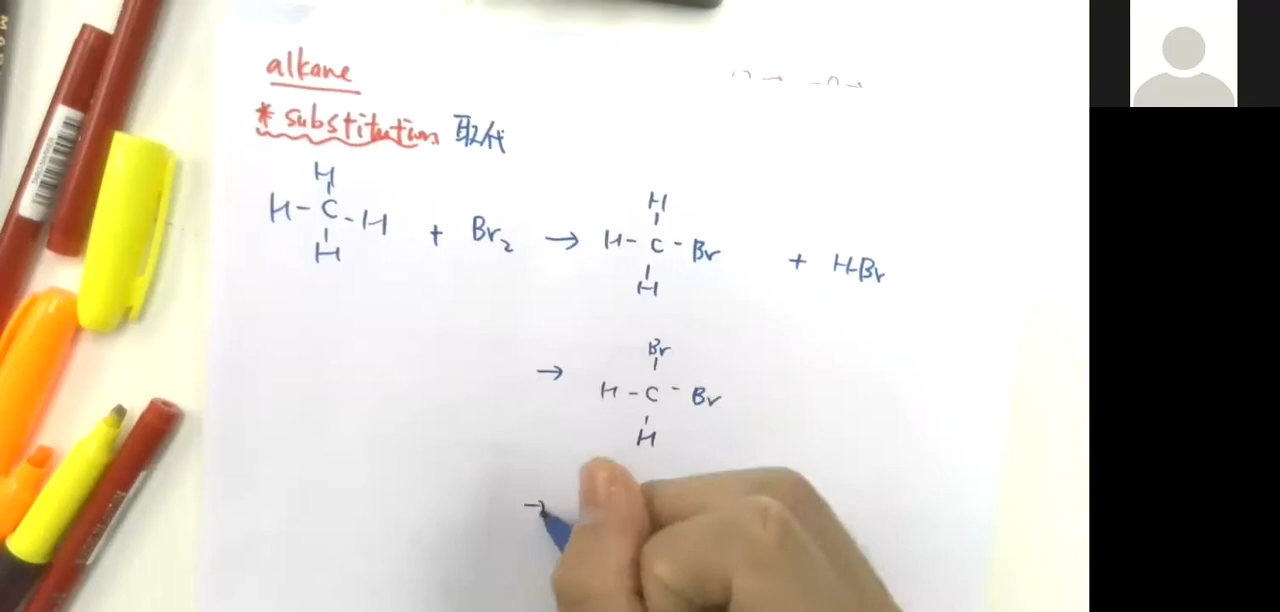 alkane
* substitution 取代
H
H-C-H + Br₂ → H-C-Br + HBr
H
H
H
→ H-C-Br
Br
H
→